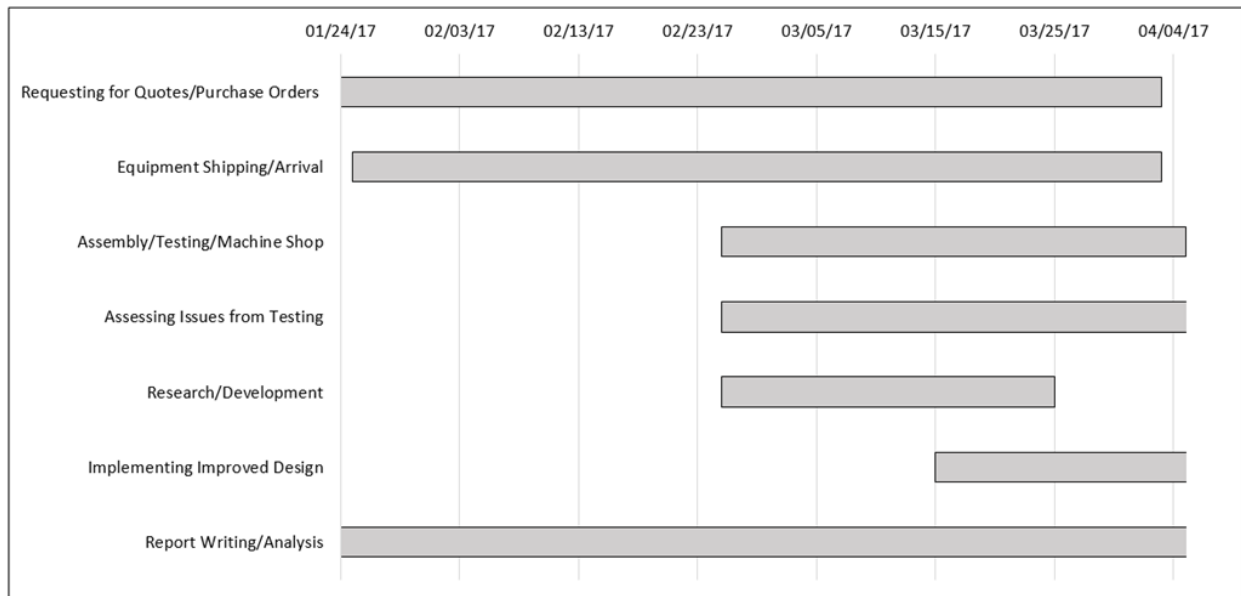 01/24/17 02/03/17 02/13/17 02/23/17 03/05/17 03/15/17 03/25/17 04/04/17
Requesting for Quotes/Purchase Orders
Equipment Shipping/Arrival
Assembly/Testing/Machine Shop
Assessing Issues from Testing
Research/Development
Implementing Improved Design
Report Writing/Analysis